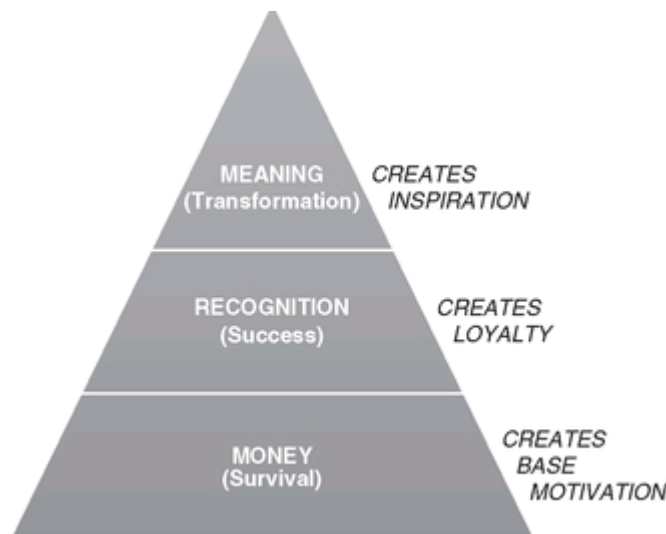 MEANING
(Transformation)
CREATES
INSPIRATION
RECOGNITION
(Success)
CREATES
LOYALTY
MONEY
(Survival)
CREATES
BASE
MOTIVATION